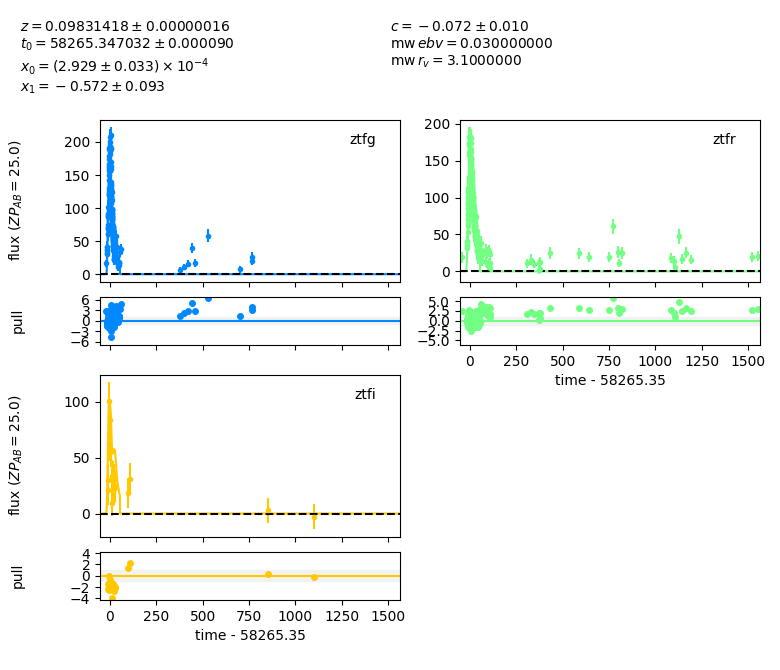 z = 0.09831418 ± 0.00000016
t₀ = 58265.347032 ± 0.000090
x₀ = (2.929 ± 0.033) × 10⁻⁴
x₁ = −0.572 ± 0.093
c = −0.072 ± 0.010
mw ebv = 0.030000000
mw r_v = 3.1000000
flux (ZP_AB = 25.0)
200
150
100
50
0
ztfg
200
150
100
50
0
ztfr
pull
6
3
0
−3
−6
5.0
2.5
0.0
−2.5
−5.0
0
250
500
750
1000
1250
1500
time - 58265.35
flux (ZP_AB = 25.0)
100
50
0
ztfi
pull
4
2
0
−2
−4
0
250
500
750
1000
1250
1500
time - 58265.35